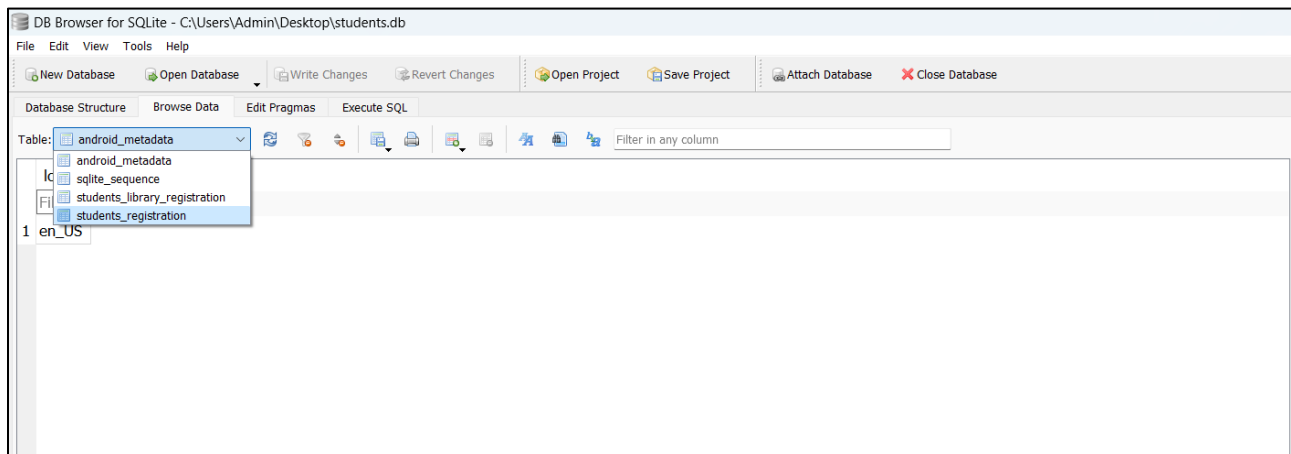 DB Browser for SQLite - C:\Users\Admin\Desktop\students.db
File Edit View Tools Help
New Database Open Database Write Changes Revert Changes Open Project Save Project Attach Database Close Database
Database Structure Browse Data Edit Pragmas Execute SQL
Table: android_metadata Filter in any column
android_metadata
sqlite_sequence
students_library_registration
students_registration
1 en_US